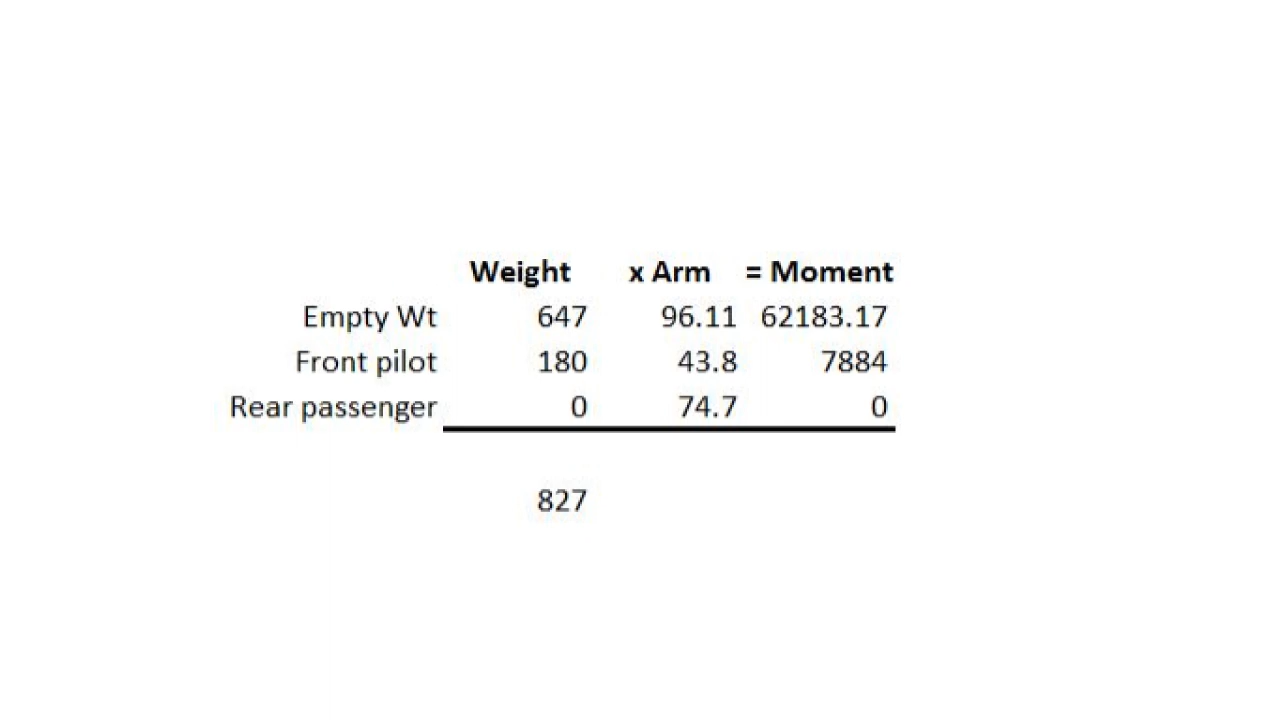 Weight x Arm = Moment
Empty Wt 647 96.11 62183.17
Front pilot 180 43.8 7884
Rear passenger 0 74.7 0
827